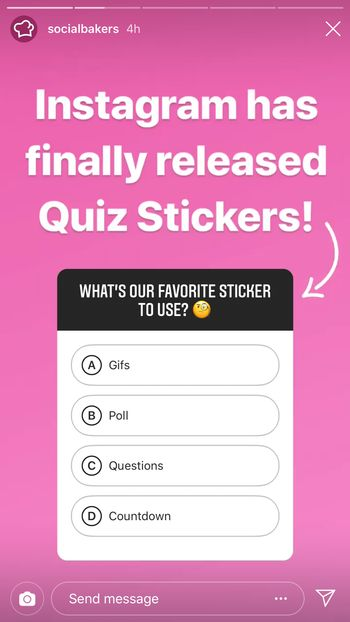 socialbakers 4h
Instagram has
finally released
Quiz Stickers!
WHAT'S OUR FAVORITE STICKER
TO USE? 🧐
A Gifs
B Poll
C Questions
D Countdown
Send message